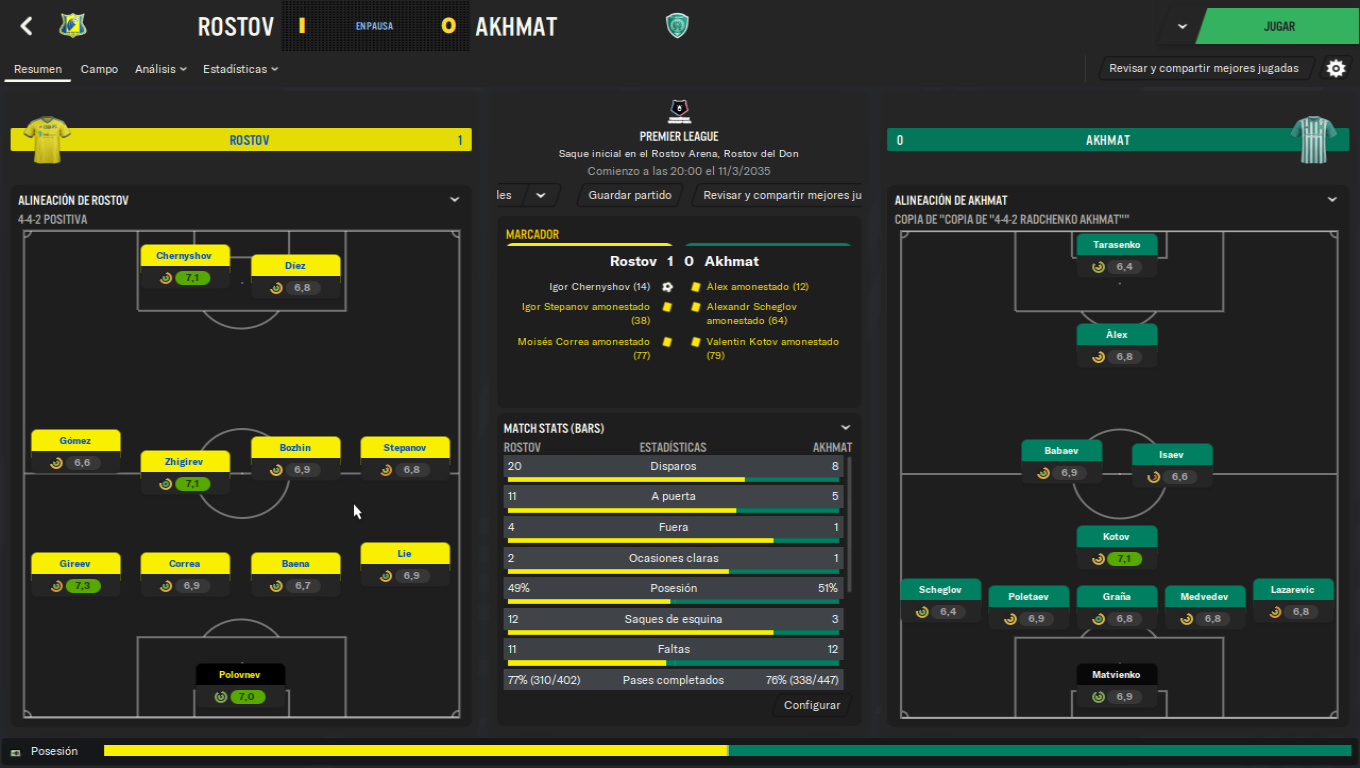 ROSTOV 1 EN PAUSA 0 AKHMAT
JUGAR
Resumen Campo Análisis Estadísticas
Revisar y compartir mejores jugadas
ROSTOV 1
PREMIER LEAGUE
Saque inicial en el Rostov Arena, Rostov del Don
Comienzo a las 20:00 el 11/3/2035
les Guardar partido Revisar y compartir mejores ju
0 AKHMAT
ALINEACIÓN DE ROSTOV
4-4-2 POSITIVA
Chernyshov
7,1
Díez
6,8
Gómez
6,6
Zhigirev
7,1
Bozhin
6,9
Stepanov
6,8
Gireev
7,3
Correa
6,9
Baena
6,7
Lie
6,9
Polovnev
7,0
MARCADOR
Rostov 1 0 Akhmat
Igor Chernyshov (14)
Àlex amonestado (12)
Igor Stepanov amonestado
(38)
Alexandr Scheglov
amonestado (64)
Moisés Correa amonestado
(77)
Valentin Kotov amonestado
(79)
MATCH STATS (BARS)
ROSTOV ESTADÍSTICAS AKHMAT
20 Disparos 8
11 A puerta 5
4 Fuera 1
2 Ocasiones claras 1
49% Posesión 51%
12 Saques de esquina 3
11 Faltas 12
77% (310/402) Pases completados 76% (338/447)
Configurar
ALINEACIÓN DE AKHMAT
COPIA DE "COPIA DE "4-4-2 RADCHENKO AKHMAT""
Tarasenko
6,4
Àlex
6,8
Babaev
6,9
Isaev
6,6
Kotov
7,1
Scheglov
6,4
Poletaev
6,9
Graña
6,8
Medvedev
6,8
Lazarevic
6,8
Matvienko
6,9
Posesión